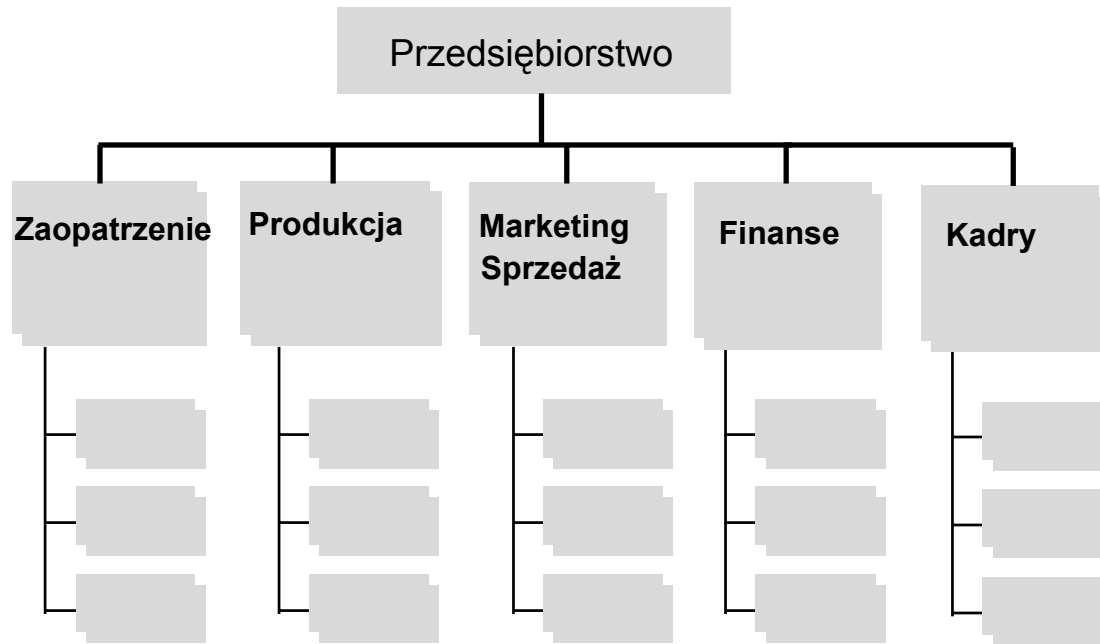 Przedsiębiorstwo
Zaopatrzenie
Produkcja
Marketing
Sprzedaż
Finanse
Kadry